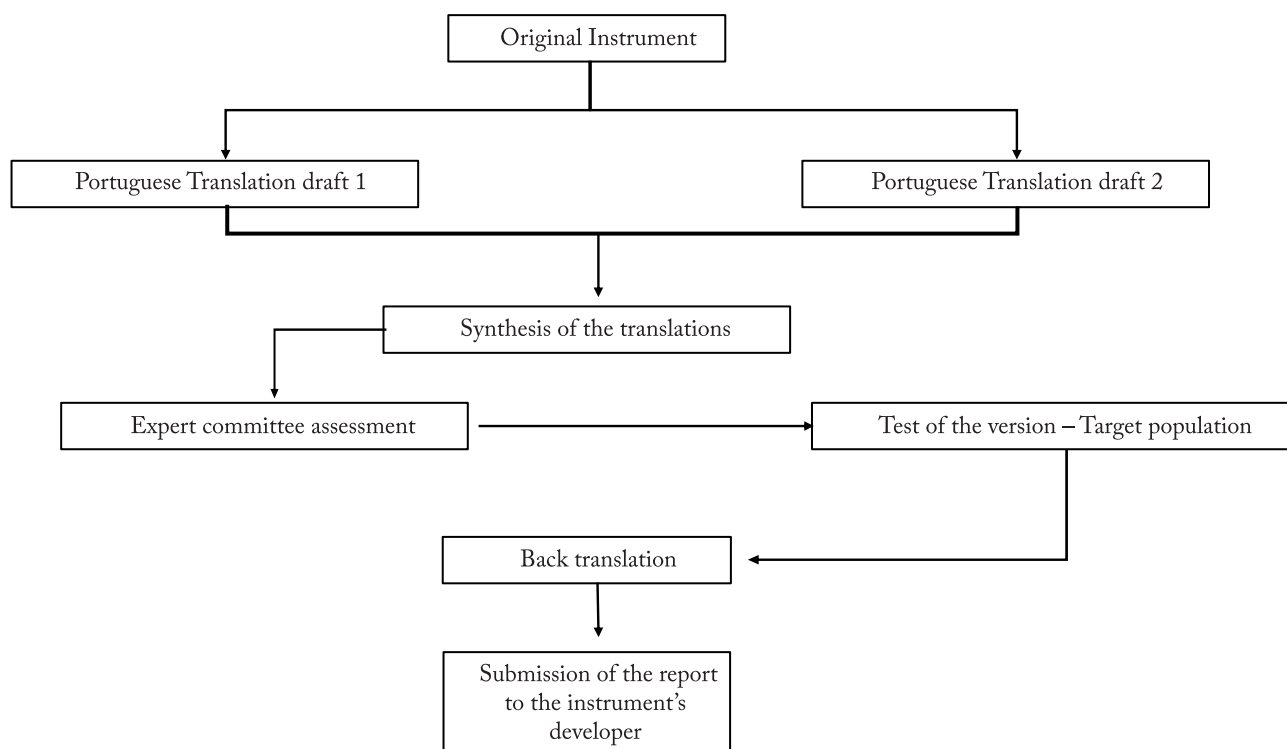 Original Instrument
Portuguese Translation draft 1
Portuguese Translation draft 2
Synthesis of the translations
Expert committee assessment
Test of the version – Target population
Back translation
Submission of the report
to the instrument’s
developer